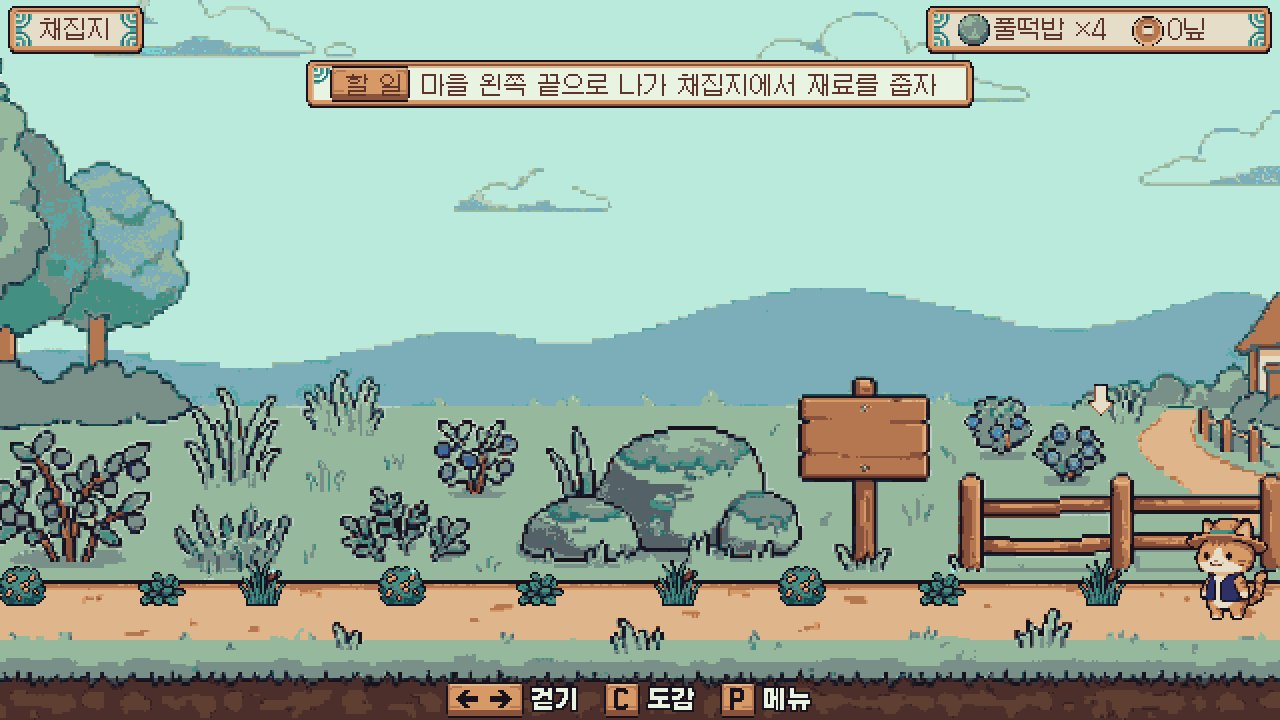 채집지
풀떡밥 ×4 0닢
할 일 마을 왼쪽 끝으로 나가 채집지에서 재료를 줍자
← → 걷기 C 도감 P 메뉴